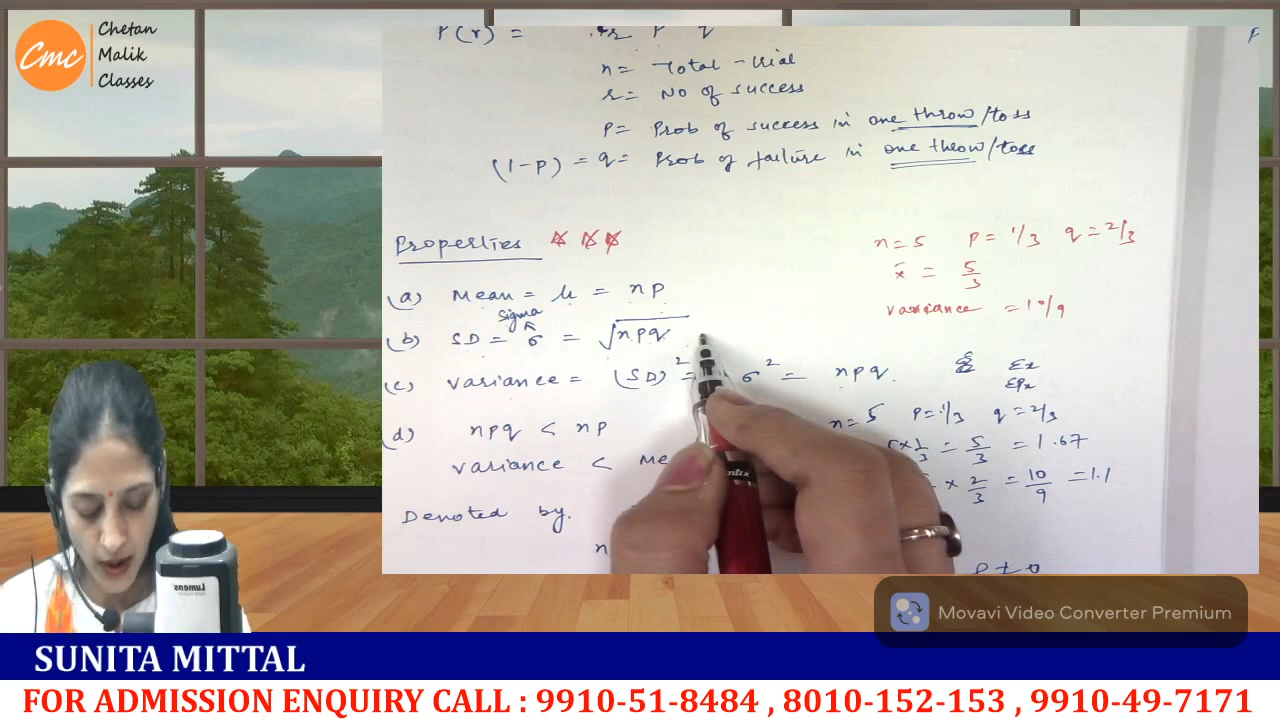 Cmc
Chetan
Malik
Classes
P(r) =
n = Total trial
r = No of success
P = Prob of success in one throw/toss
(1-P) = q = Prob of failure in one throw/toss
Properties
n=5 P=1/3 q=2/3
x̄ = 5/3
variance = 10/9
(a) Mean = μ = np
sigma
(b) SD = σ = √npq
(c) variance = (SD)² = σ² = npq.
Σx
Σpx
(d) npq < np
n=5 P=1/3 q=2/3
×1/3 = 5/3 = 1.67
variance <
× 2/3 = 10/9 = 1.1
Denoted by.
n
Lumens
Movavi Video Converter Premium
SUNITA MITTAL
FOR ADMISSION ENQUIRY CALL : 9910-51-8484 , 8010-152-153 , 9910-49-7171